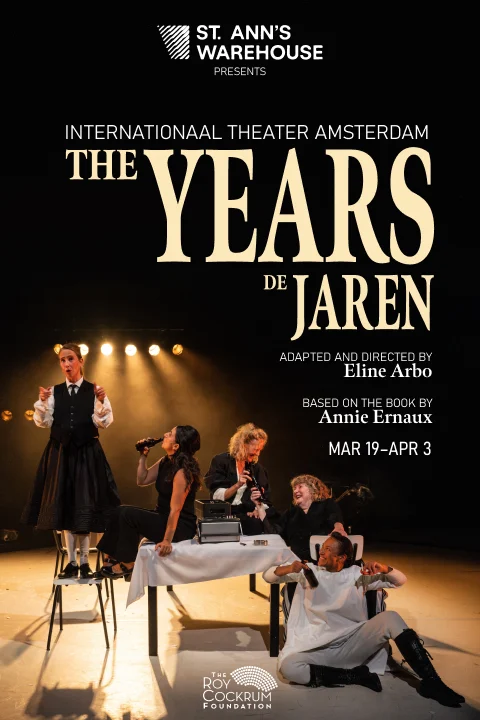 ST. ANN'S
WAREHOUSE
PRESENTS
INTERNATIONAAL THEATER AMSTERDAM
THE YEARS
DE JAREN
ADAPTED AND DIRECTED BY
Eline Arbo
BASED ON THE BOOK BY
Annie Ernaux
MAR 19–APR 3
THE
ROY
COCKRUM
FOUNDATION